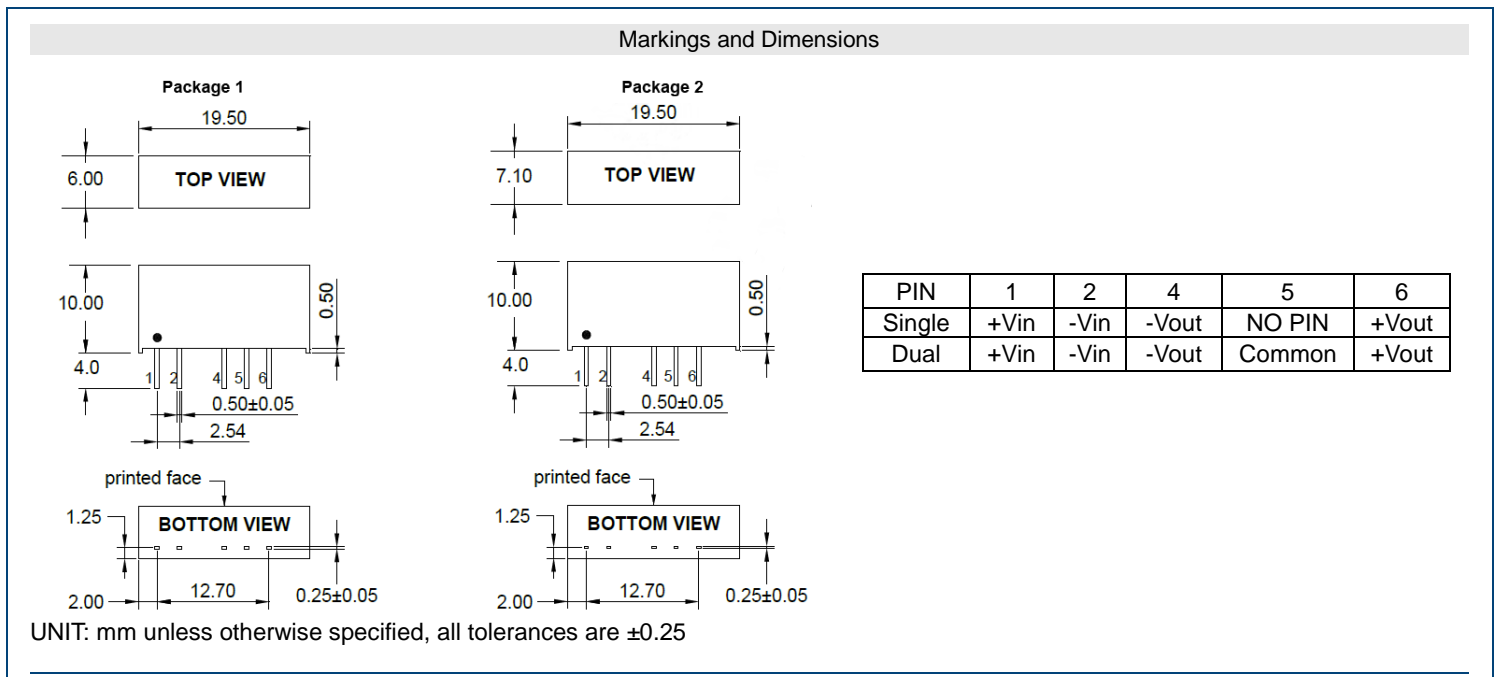 Markings and Dimensions
Package 1
19.50
6.00
TOP VIEW
10.00
0.50
4.0
1 2 4 5 6
0.50±0.05
2.54
printed face
1.25
BOTTOM VIEW
2.00
12.70
0.25±0.05
Package 2
19.50
7.10
TOP VIEW
10.00
0.50
4.0
1 2 4 5 6
0.50±0.05
2.54
printed face
1.25
BOTTOM VIEW
2.00
12.70
0.25±0.05
PIN 1 2 4 5 6
Single +Vin -Vin -Vout NO PIN +Vout
Dual +Vin -Vin -Vout Common +Vout
UNIT: mm unless otherwise specified, all tolerances are ±0.25